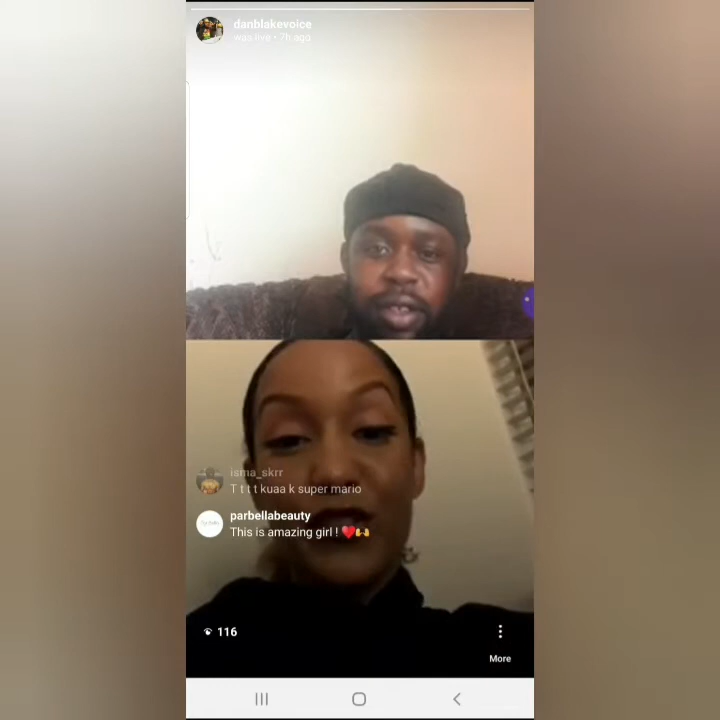 danblakevoice
was live • 7h ago
isma_skrr
T t t t kuaa k super mario
parbellabeauty
This is amazing girl ! ❤️🙌
116
More